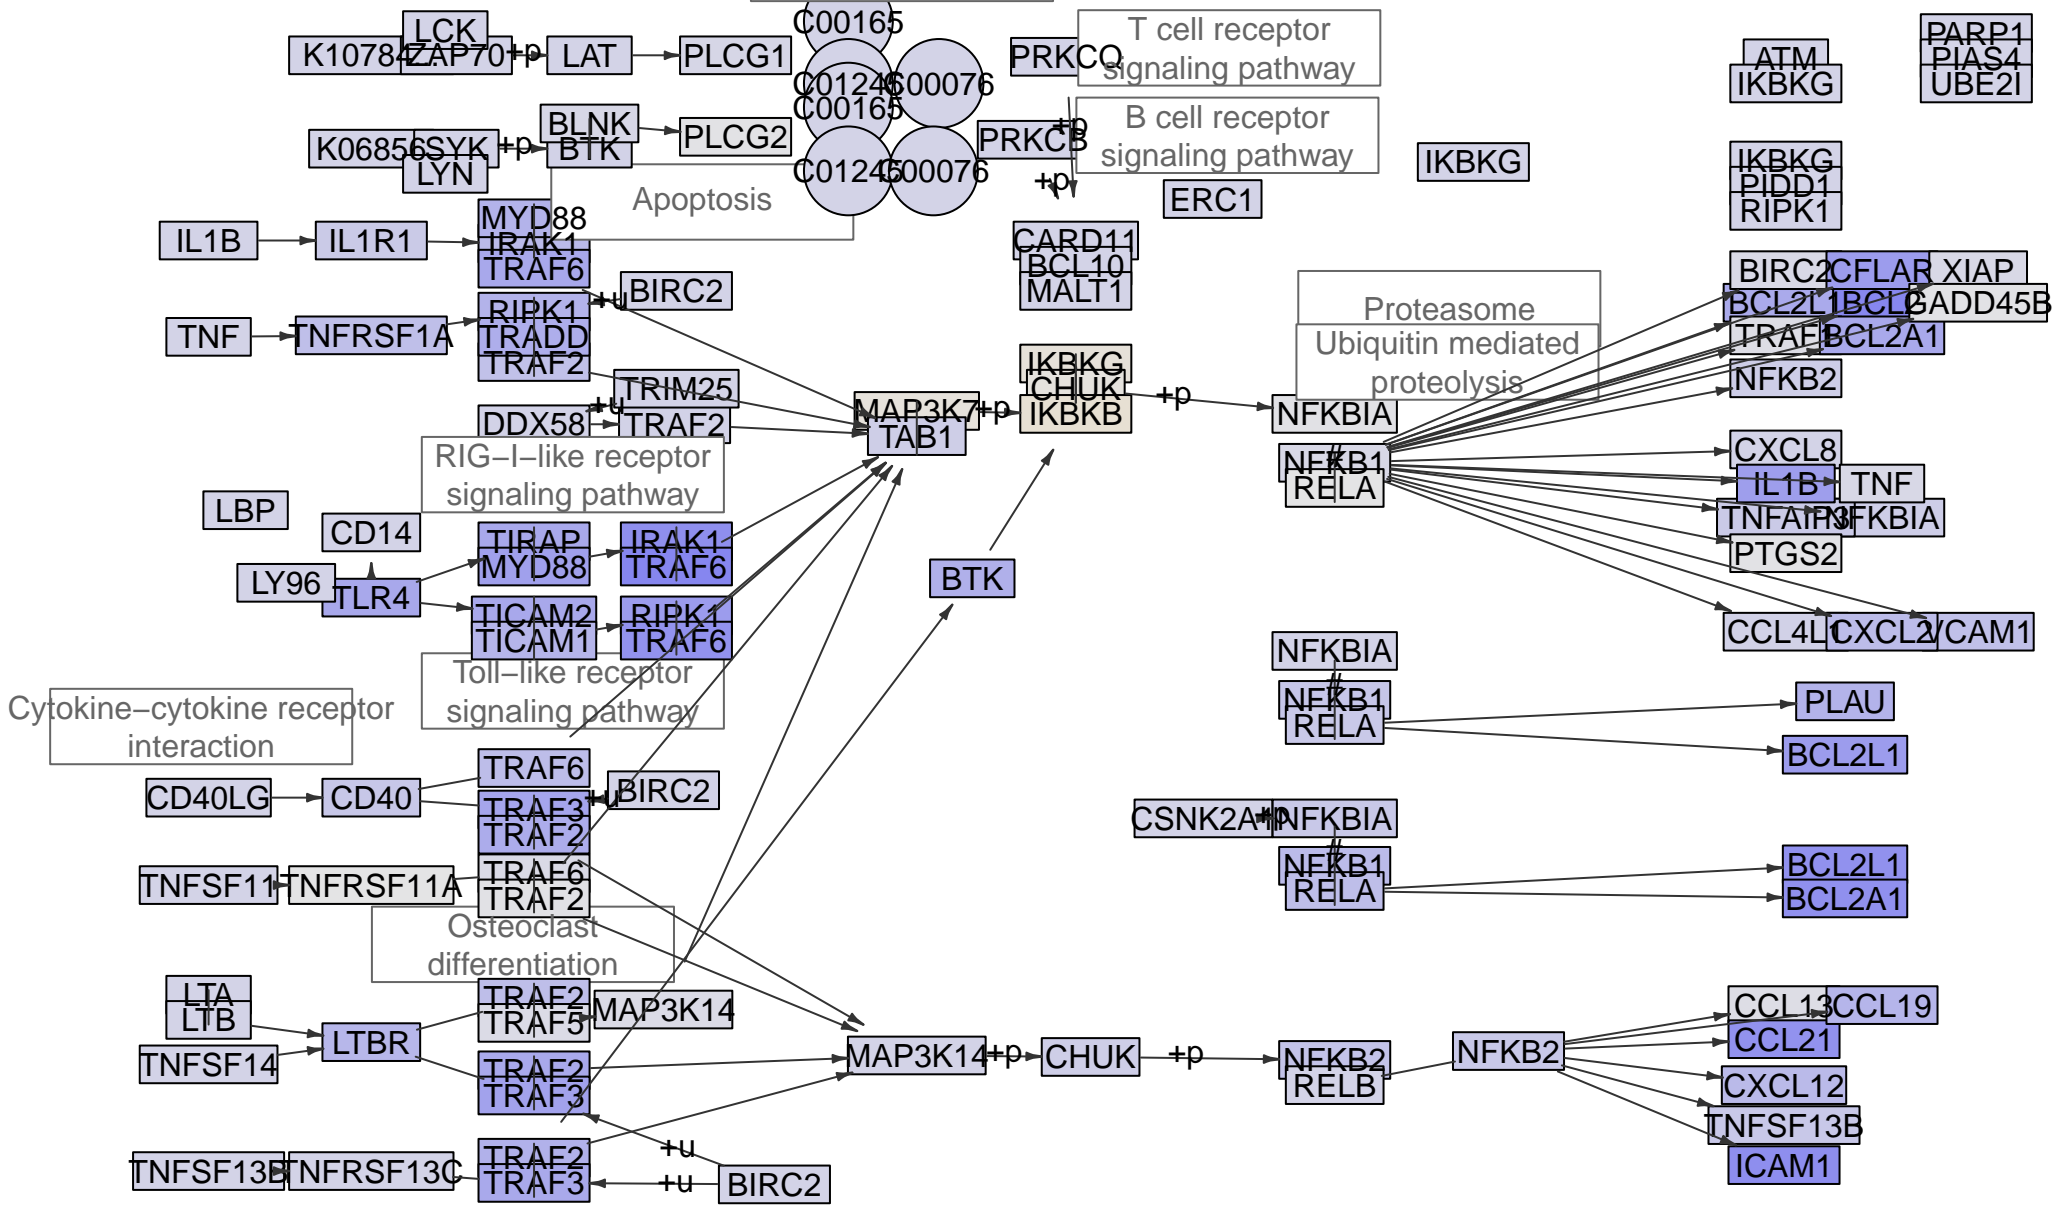 C00165
LCK
K10784
ZAP70
+p
LAT
PLCG1
C01245
C00076
C00165
PRKCQ
T cell receptor
signaling pathway
ATM
IKBKG
PARP1
PIAS4
UBE2I
K06856
SYK
LYN
+p
BLNK
BTK
PLCG2
C01245
C00076
PRKCB
+p
+p
B cell receptor
signaling pathway
ERC1
IKBKG
IKBKG
PIDD1
RIPK1
Apoptosis
IL1B
IL1R1
MYD88
IRAK1
TRAF6
CARD11
BCL10
MALT1
TNF
TNFRSF1A
RIPK1
TRADD
TRAF2
+u
BIRC2
Proteasome
Ubiquitin mediated
proteolysis
BIRC2
CFLAR
XIAP
BCL2L1
BCL2
GADD45B
TRAF1
BCL2A1
NFKB2
DDX58
+u
TRIM25
TRAF2
MAP3K7
TAB1
+p
IKBKG
CHUK
IKBKB
+p
NFKBIA
NFKB1
RELA
CXCL8
IL1B
TNF
TNFAIP3
NFKBIA
PTGS2
CCL4L1
CXCL2
VCAM1
RIG−I−like receptor
signaling pathway
LBP
CD14
LY96
TLR4
TIRAP
MYD88
IRAK1
TRAF6
TICAM2
TICAM1
RIPK1
TRAF6
BTK
Toll−like receptor
signaling pathway
Cytokine−cytokine receptor
interaction
NFKBIA
NFKB1
RELA
PLAU
BCL2L1
CD40LG
CD40
TRAF6
TRAF3
TRAF2
+u
BIRC2
CSNK2A1
+p
NFKBIA
NFKB1
RELA
BCL2L1
BCL2A1
TNFSF11
TNFRSF11A
TRAF6
TRAF2
Osteoclast
differentiation
LTA
LTB
TNFSF14
LTBR
TRAF2
TRAF5
MAP3K14
TRAF2
TRAF3
MAP3K14
+p
CHUK
+p
NFKB2
RELB
NFKB2
CCL13
CCL19
CCL21
CXCL12
TNFSF13B
ICAM1
TNFSF13B
TNFRSF13C
TRAF2
TRAF3
+u
+u
BIRC2